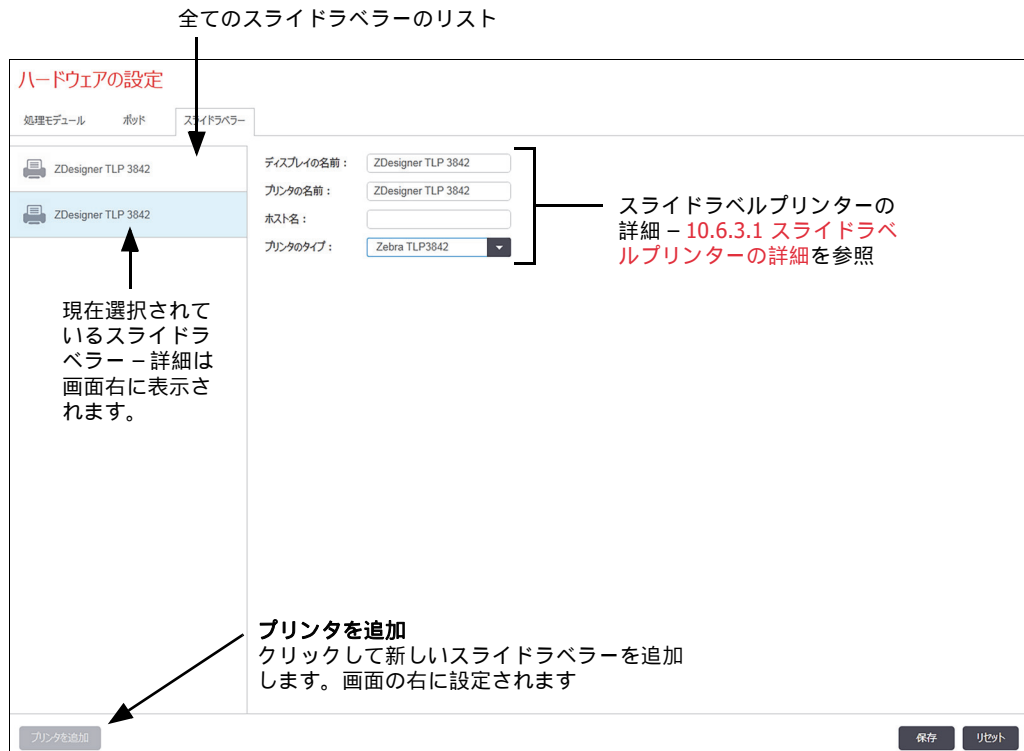 全てのスライドラベラーのリスト
ハードウェアの設定
処理モデュール
ポッド
スライドラベラー
ZDesigner TLP 3842
ZDesigner TLP 3842
ディスプレイの名前：
ZDesigner TLP 3842
プリンタの名前：
ZDesigner TLP 3842
ホスト名：
プリンタのタイプ：
Zebra TLP3842
スライドラベルプリンターの
詳細 – 10.6.3.1 スライドラベ
ルプリンターの詳細を参照
現在選択されて
いるスライドラ
ベラー – 詳細は
画面右に表示さ
れます。
プリンタを追加
クリックして新しいスライドラベラーを追加
します。画面の右に設定されます
プリンタを追加
保存
リセット